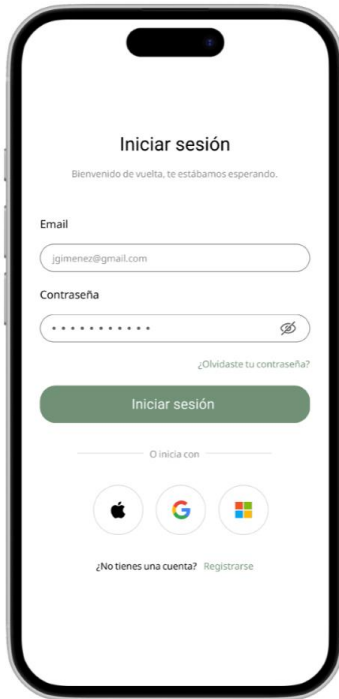 Iniciar sesión
Bienvenido de vuelta, te estábamos esperando.
Email
jgimenez@gmail.com
Contraseña
• • • • • • • • • • •
¿Olvidaste tu contraseña?
Iniciar sesión
O inicia con
¿No tienes una cuenta? Registrarse